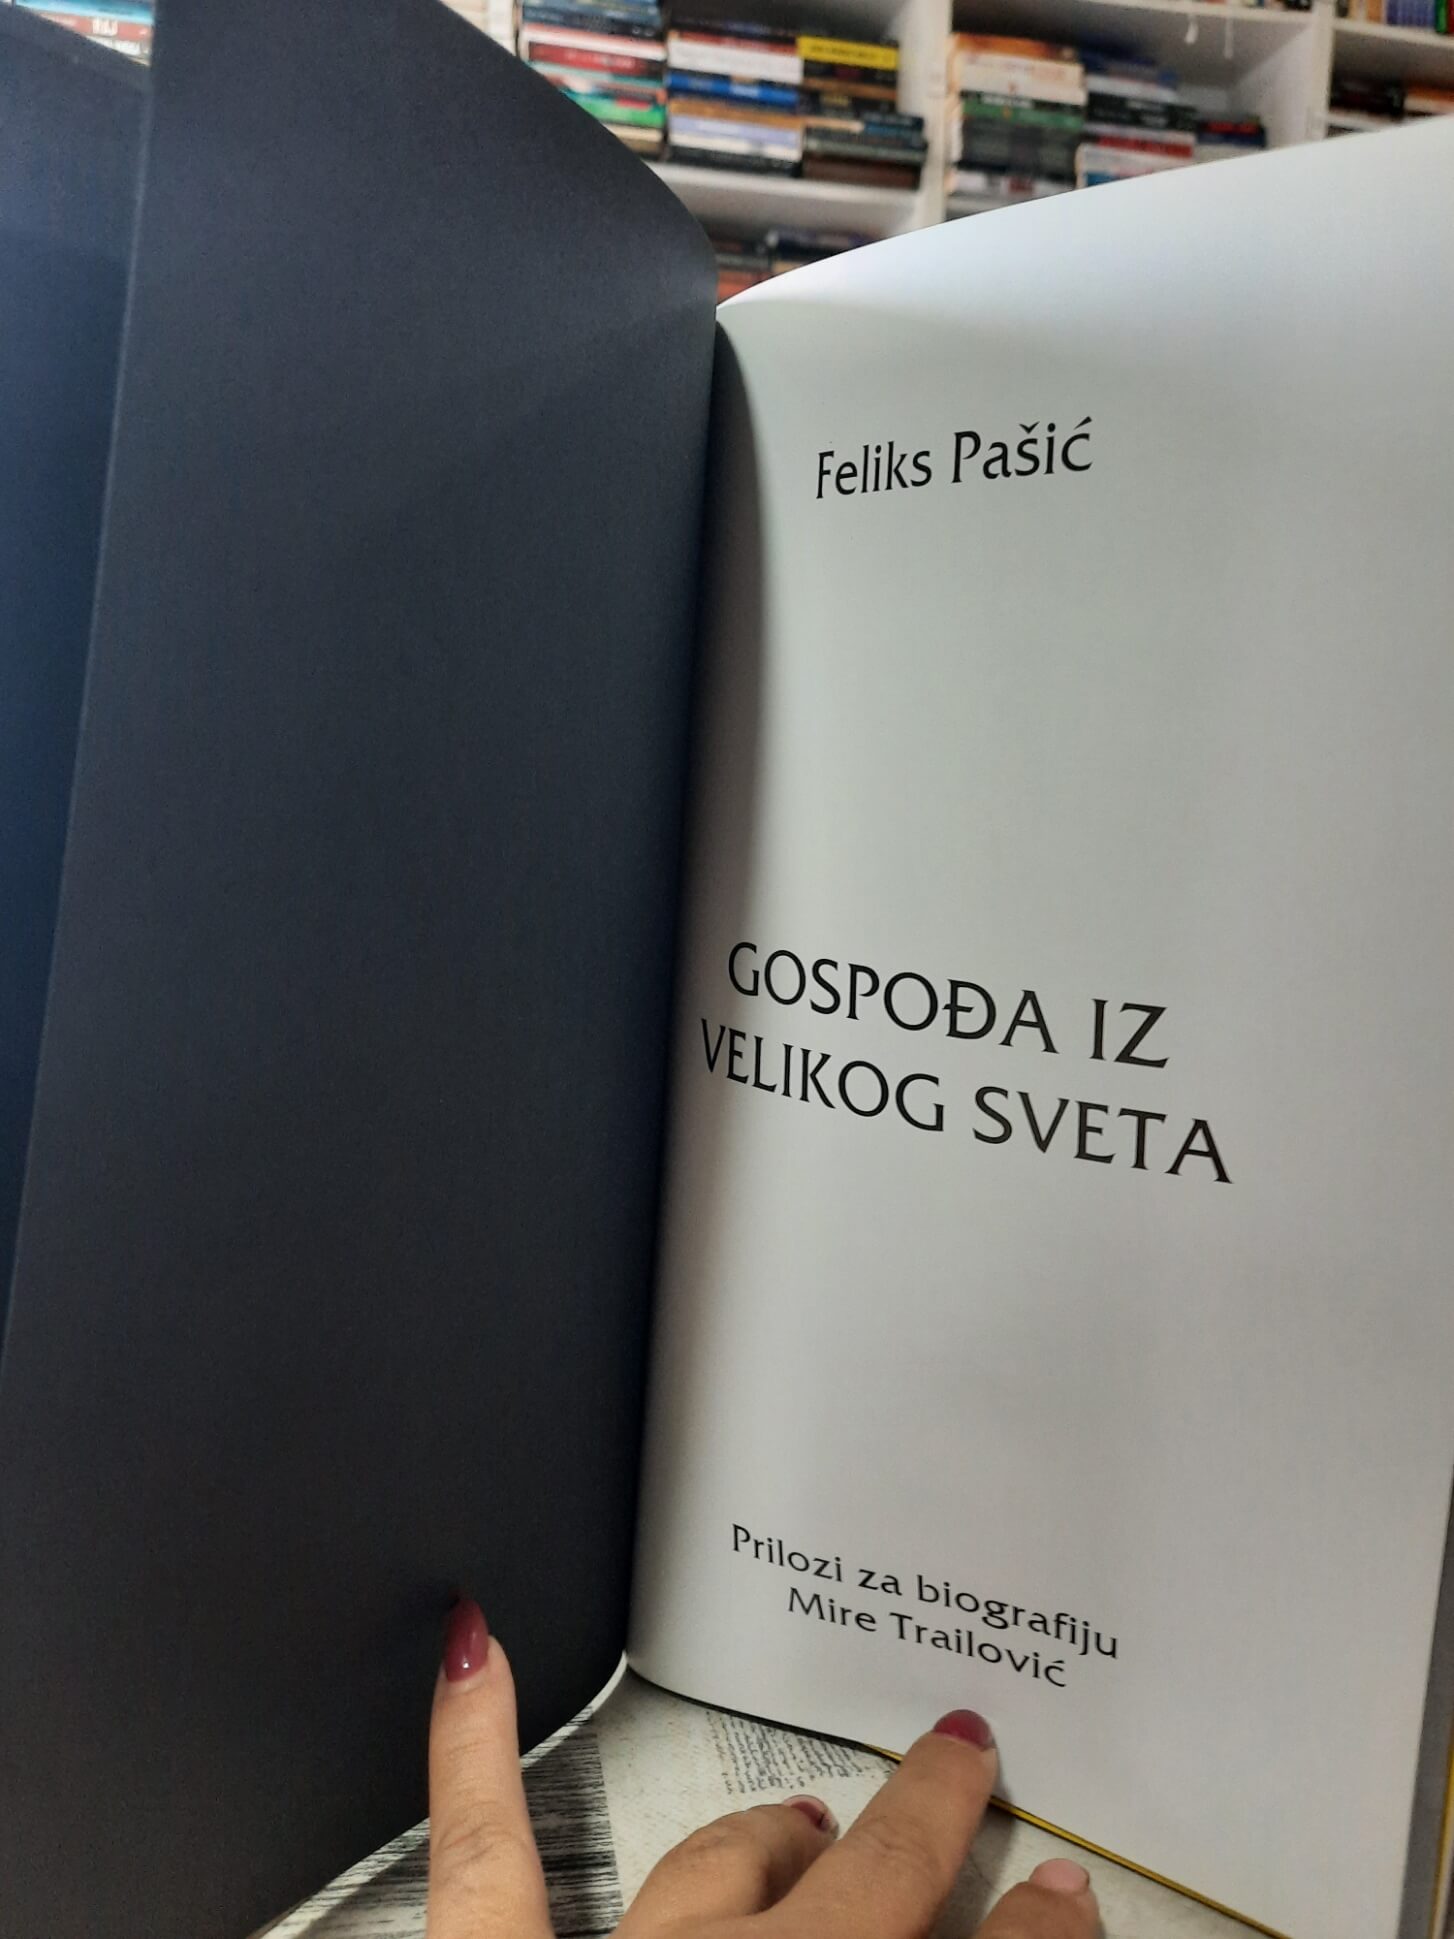 Feliks Pašić
GOSPOĐA IZ
VELIKOG SVETA
Prilozi za biografiju
Mire Trailović